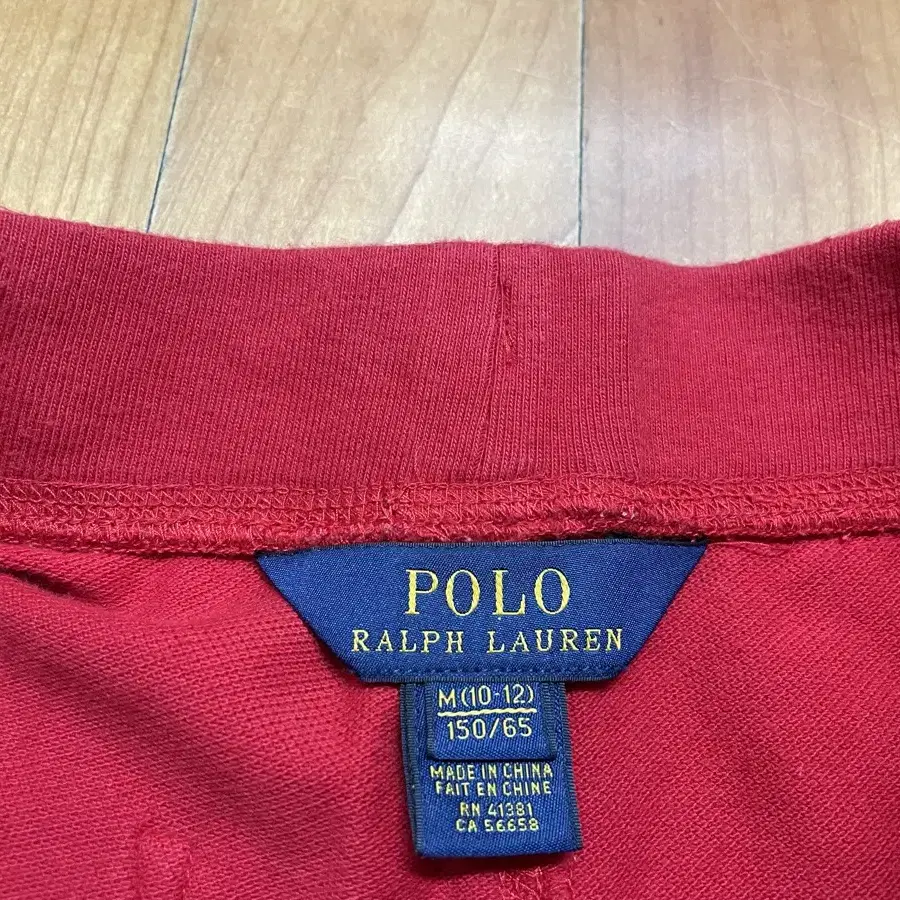 POLO
RALPH LAUREN
M(10-12)
150/65
MADE IN CHINA
FAIT EN CHINE
RN 41381
CA 56658